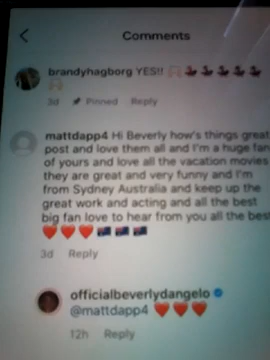 Comments
brandyhagborg YES!! 🙌🏻🦢🦢🦢🦢🦢
🙌🏻
3d Pinned Reply
mattdapp4 Hi Beverly how's things great
post and love them all and I'm a huge fan
of yours and love all the vacation movies
they are great and very funny and I'm
from Sydney Australia and keep up the
great work and acting and all the best
big fan love to hear from you all the best
❤️❤️❤️🇦🇺🇦🇺🇦🇺
3d Reply
officialbeverlydangelo
@mattdapp4 ❤️❤️❤️
12h Reply